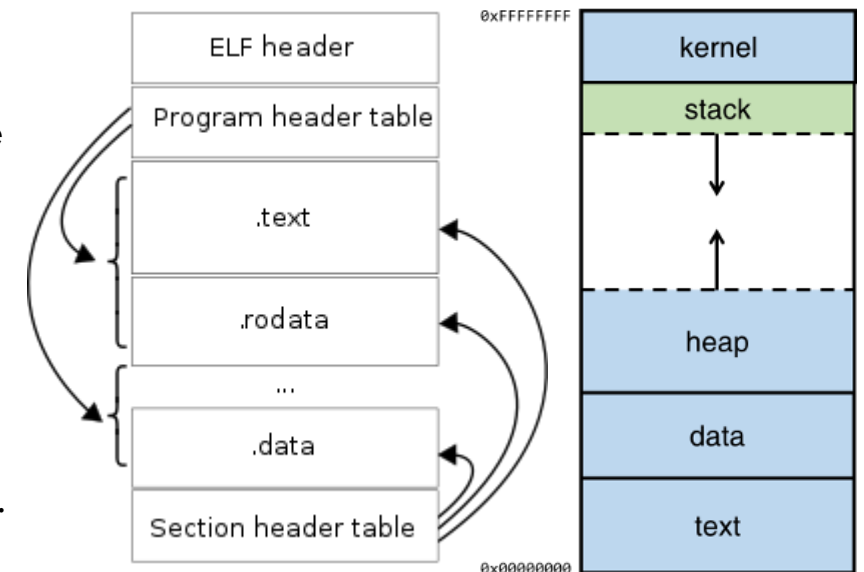 ELF header
Program header table
.text
.rodata
...
.data
Section header table
0xFFFFFFFF
kernel
stack
heap
data
text
0x00000000
e
.